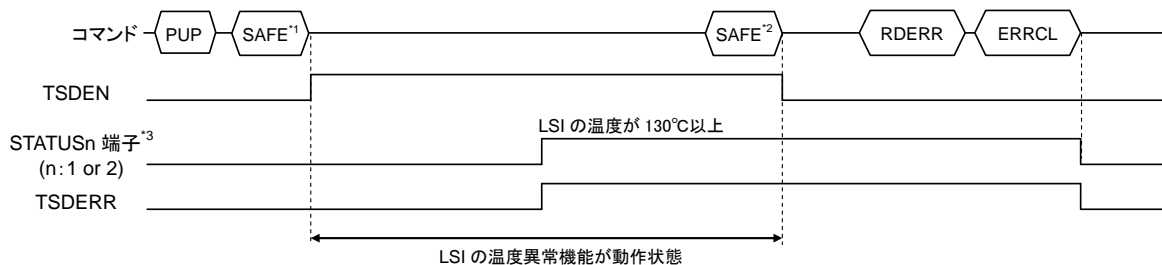 コマンド PUP SAFE*1 SAFE*2 RDERR ERRCL
TSDEN
LSI の温度が 130℃以上
STATUSn 端子*3
(n：1 or 2)
TSDERR
LSI の温度異常機能が動作状態